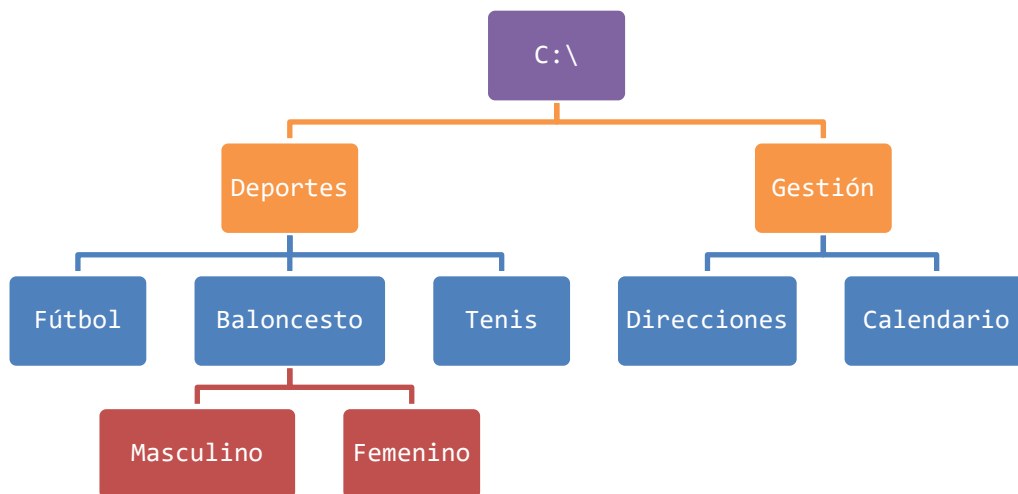 C:\
Deportes
Gestión
Fútbol
Baloncesto
Tenis
Direcciones
Calendario
Masculino
Femenino